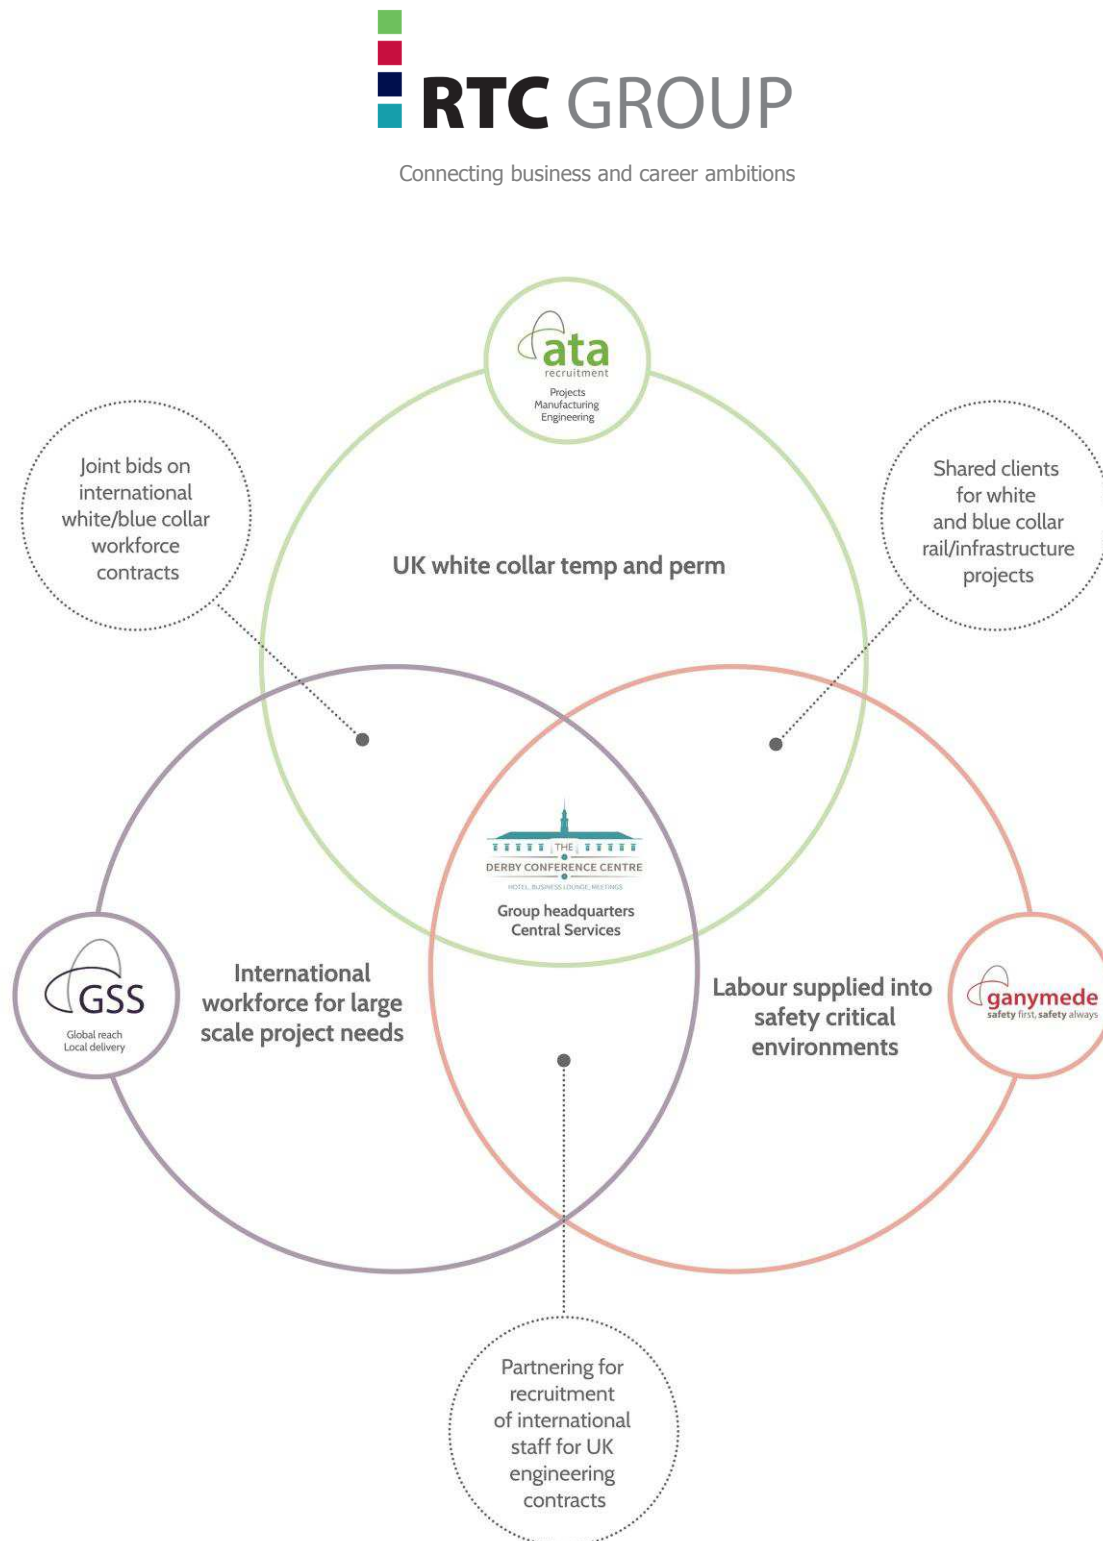 RTC GROUP
Connecting business and career ambitions
ata
recruitment
Projects
Manufacturing
Engineering
Joint bids on
international
white/blue collar
workforce
contracts
Shared clients
for white
and blue collar
rail/infrastructure
projects
UK white collar temp and perm
THE
DERBY CONFERENCE CENTRE
HOTEL, BUSINESS LOUNGE, MEETINGS
Group headquarters
Central Services
GSS
Global reach
Local delivery
International
workforce for large
scale project needs
Labour supplied into
safety critical
environments
ganymede
safety first, safety always
Partnering for
recruitment
of international
staff for UK
engineering
contracts